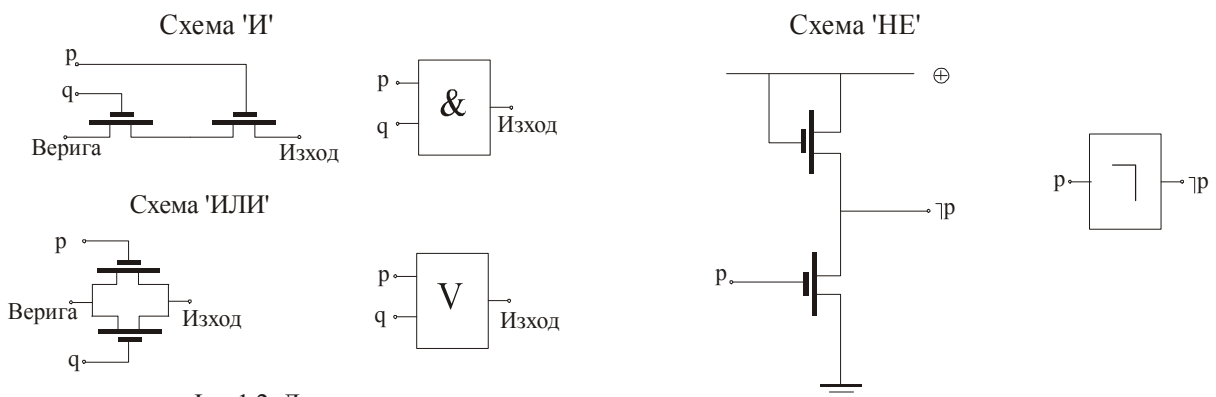 Схема 'И'
p
q
Верига
Изход
p
q
&
Изход
Схема 'ИЛИ'
p
Верига
Изход
q
p
q
V
Изход
Схема 'НЕ'
⊕
p
⌉p
p
⌉
⌉p